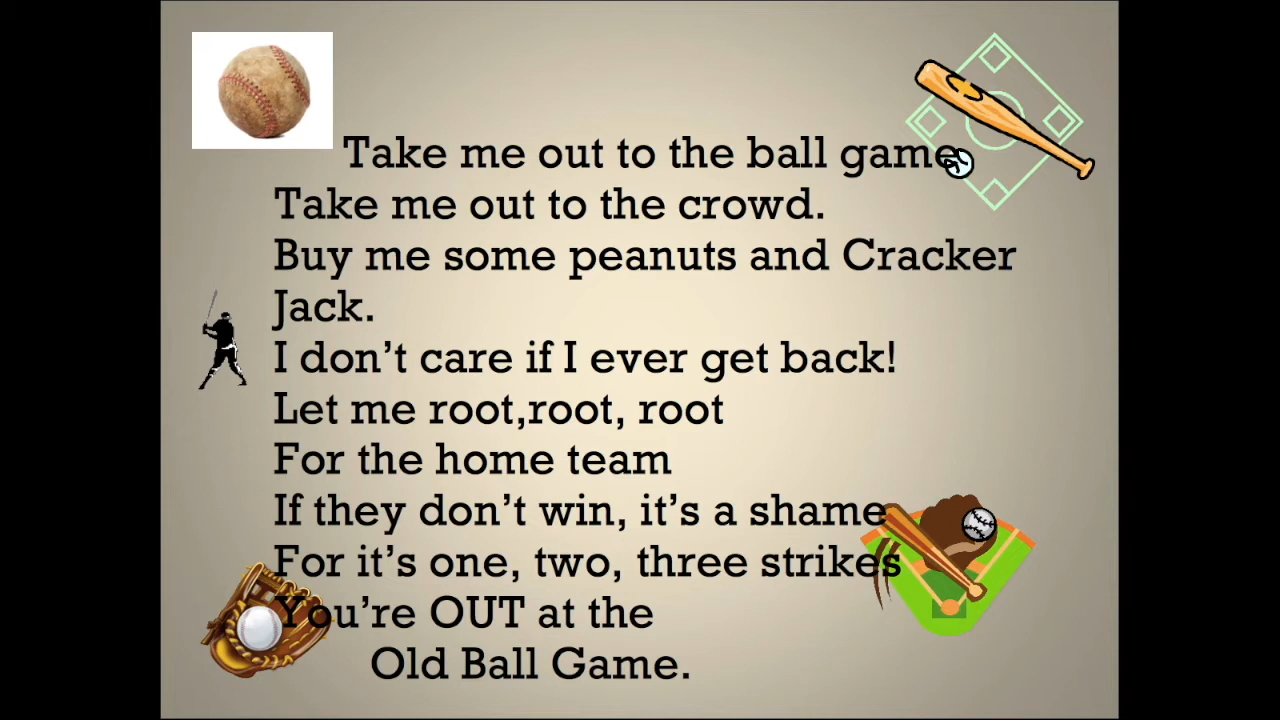 Take me out to the ball game
Take me out to the crowd.
Buy me some peanuts and Cracker
Jack.
I don’t care if I ever get back!
Let me root,root, root
For the home team
If they don’t win, it’s a shame
For it’s one, two, three strikes
You’re OUT at the
Old Ball Game.